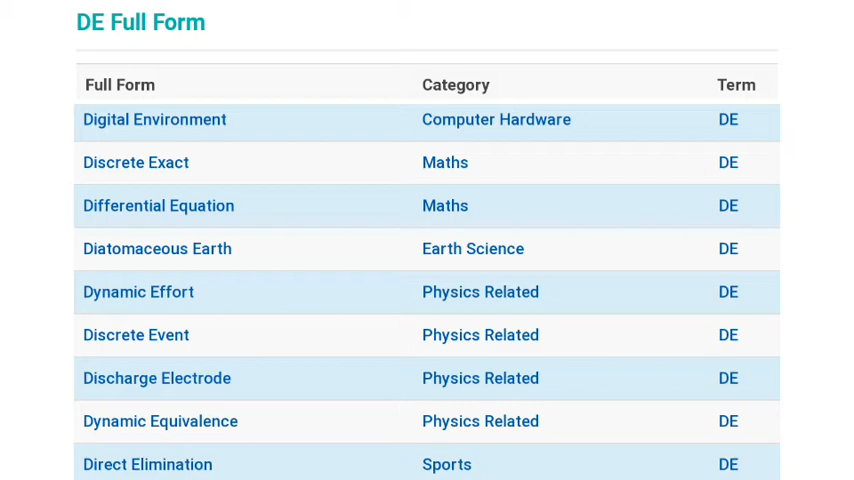 DE Full Form
Full Form Category Term
Digital Environment Computer Hardware DE
Discrete Exact Maths DE
Differential Equation Maths DE
Diatomaceous Earth Earth Science DE
Dynamic Effort Physics Related DE
Discrete Event Physics Related DE
Discharge Electrode Physics Related DE
Dynamic Equivalence Physics Related DE
Direct Elimination Sports DE